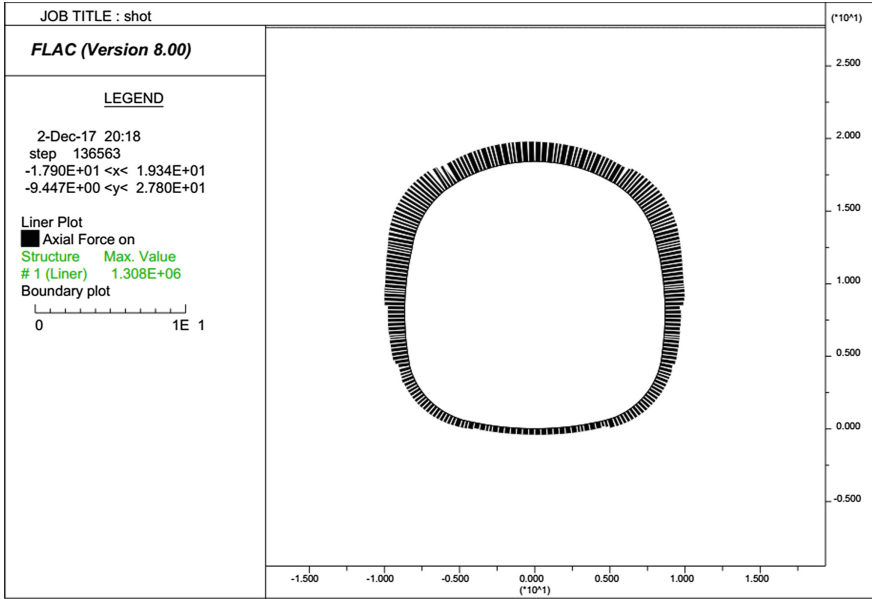 JOB TITLE : shot
FLAC (Version 8.00)
LEGEND
2-Dec-17 20:18
step 136563
-1.790E+01 <x< 1.934E+01
-9.447E+00 <y< 2.780E+01
Liner Plot
Axial Force on
Structure Max. Value
# 1 (Liner) 1.308E+06
Boundary plot
0 1E 1
(*10^1)
2.500
2.000
1.500
1.000
0.500
0.000
-0.500
-1.500 -1.000 -0.500 0.000 0.500 1.000 1.500
(*10^1)